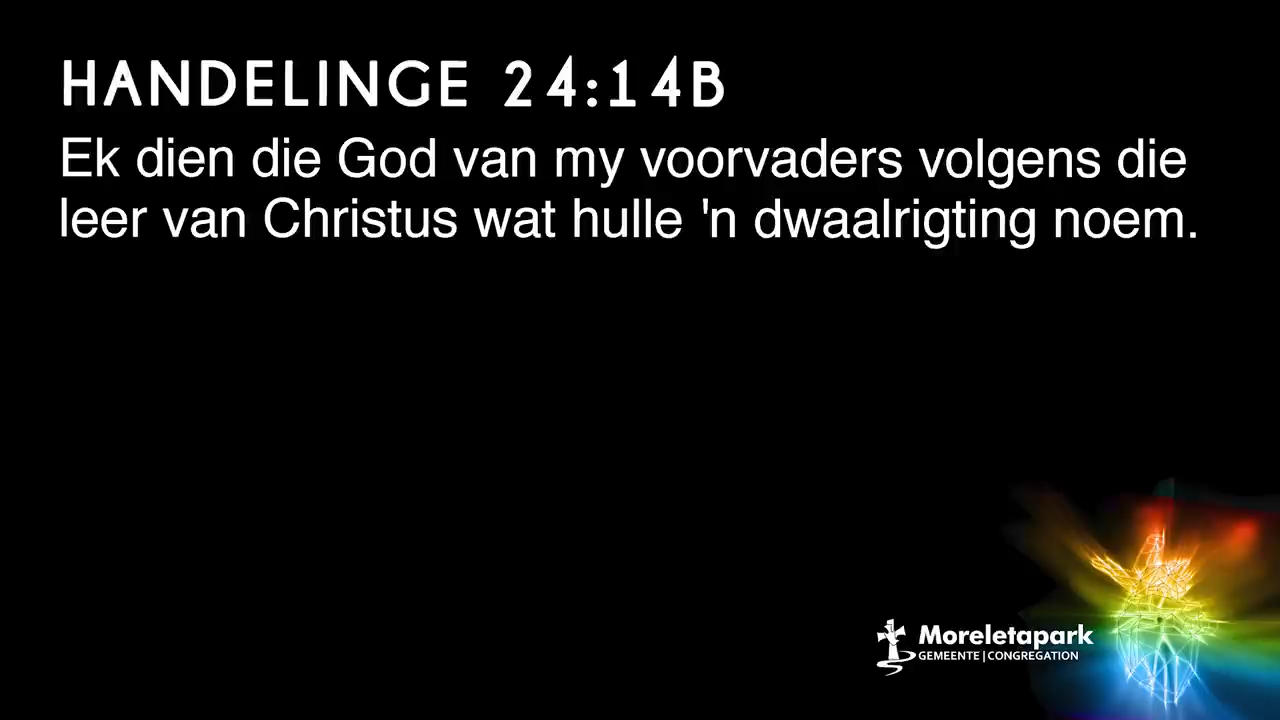 HANDELINGE 24:14B
Ek dien die God van my voorvaders volgens die
leer van Christus wat hulle 'n dwaalrigting noem.
Moreletapark
GEMEENTE | CONGREGATION